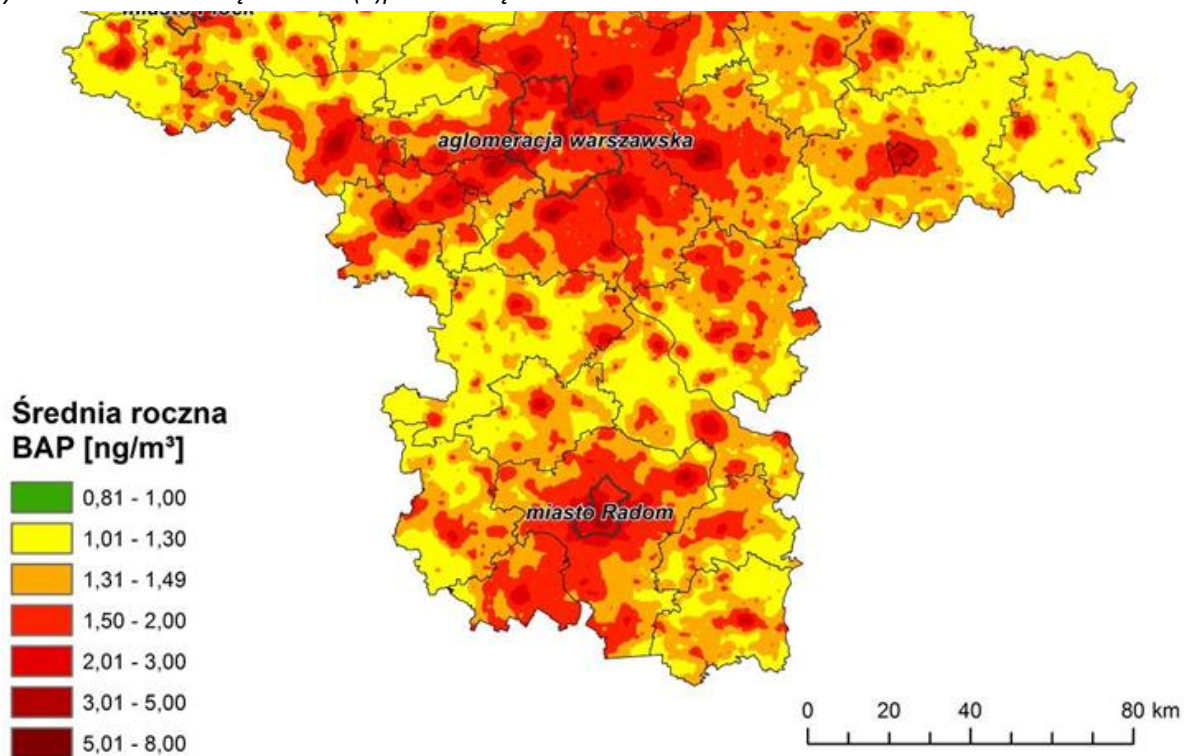 miasto Płock
aglomeracja warszawska
miasto Radom
Średnia roczna
BAP [ng/m³]
0,81 - 1,00
1,01 - 1,30
1,31 - 1,49
1,50 - 2,00
2,01 - 3,00
3,01 - 5,00
5,01 - 8,00
0 20 40 80 km